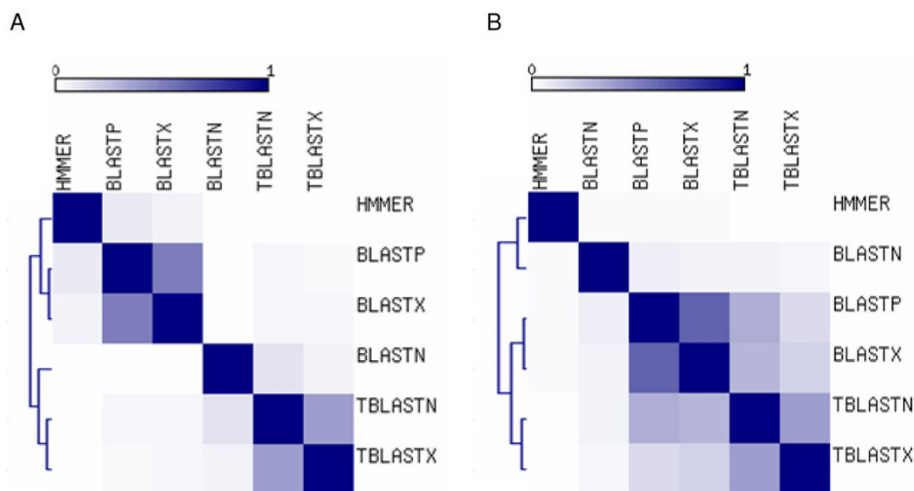 A
B
0 1
0 1
HMMER BLASTP BLASTX BLASTN TBLASTN TBLASTX
HMMER BLASTN BLASTP BLASTX TBLASTN TBLASTX
HMMER
BLASTP
BLASTX
BLASTN
TBLASTN
TBLASTX
HMMER
BLASTN
BLASTP
BLASTX
TBLASTN
TBLASTX